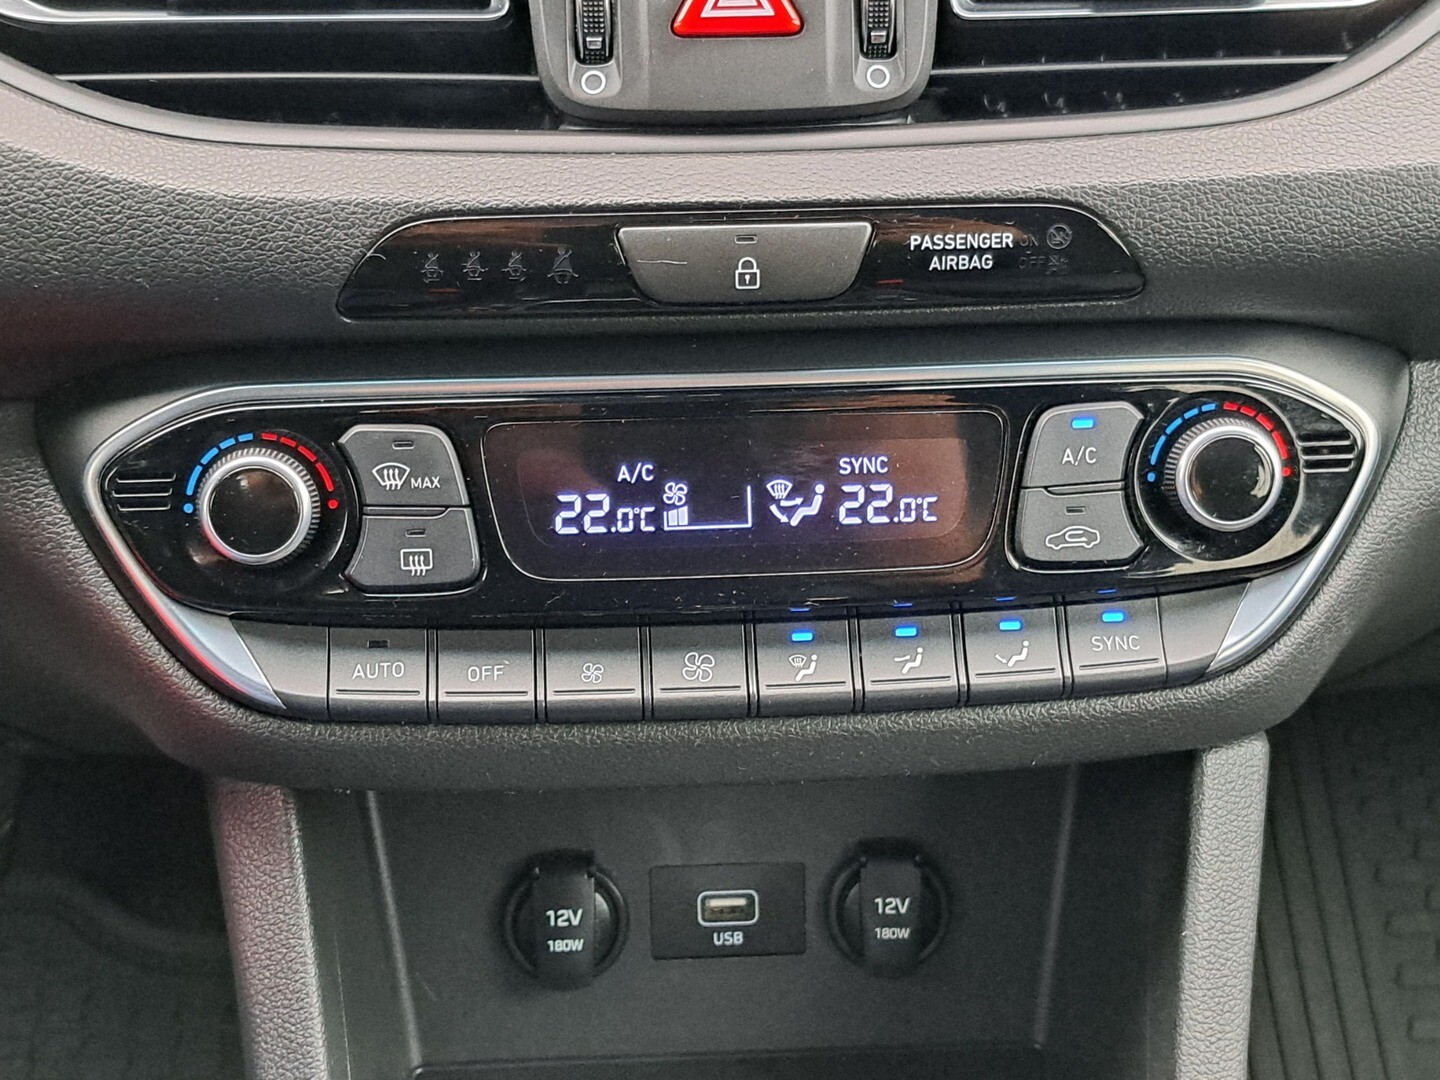 PASSENGER ON
AIRBAG OFF
MAX
A/C
22.0°C
SYNC
22.0°C
A/C
AUTO
OFF
SYNC
12V
180W
USB
12V
180W